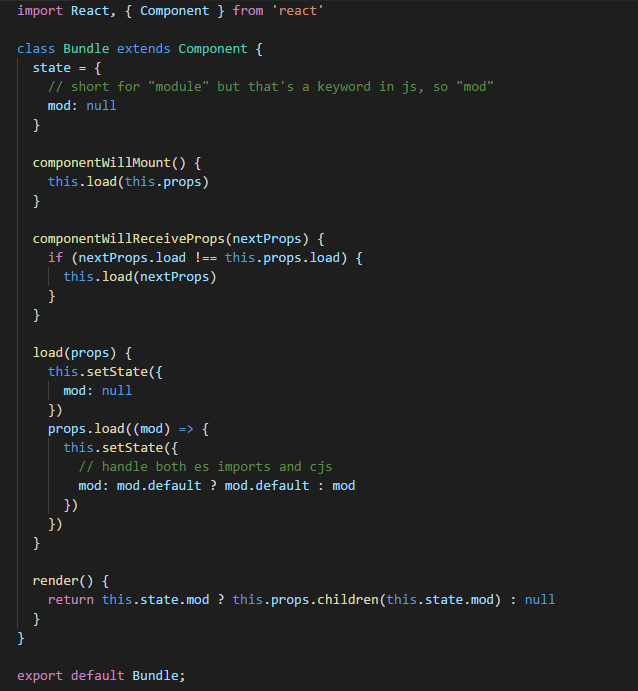 import React, { Component } from 'react'
class Bundle extends Component {
state = {
// short for "module" but that's a keyword in js, so "mod"
mod: null
}
componentWillMount() {
this.load(this.props)
}
componentWillReceiveProps(nextProps) {
if (nextProps.load !== this.props.load) {
this.load(nextProps)
}
}
load(props) {
this.setState({
mod: null
})
props.load((mod) => {
this.setState({
// handle both es imports and cjs
mod: mod.default ? mod.default : mod
})
})
}
render() {
return this.state.mod ? this.props.children(this.state.mod) : null
}
}
export default Bundle;